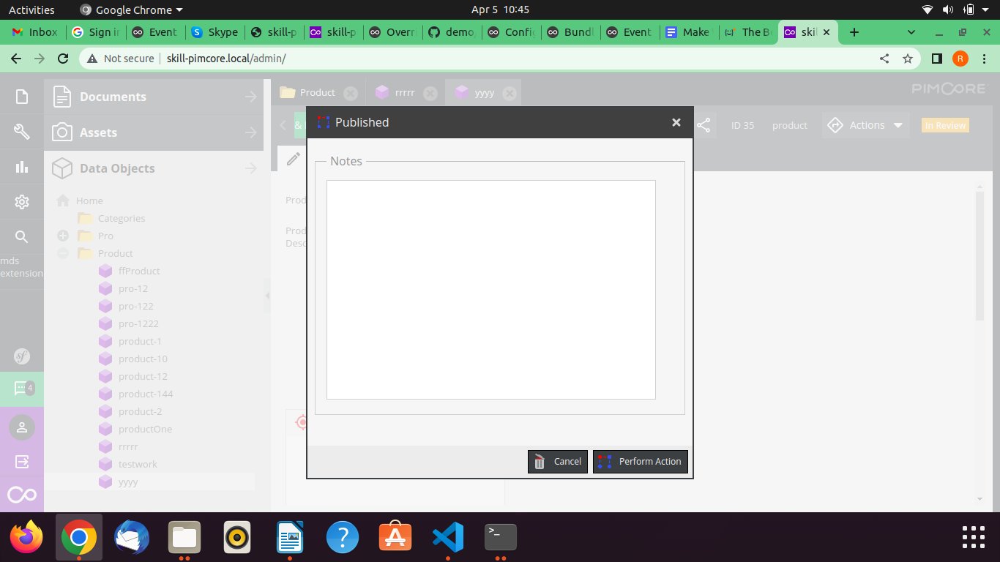 Activities Google Chrome Apr 5 10:45
Inbox Sign in Event Skype skill-p skill-p Overri demo, Config Bundl Event Make The Be skil
Not secure skill-pimcore.local/admin/
Documents
Assets
Data Objects
Home
Categories
Pro
Product
ffProduct
pro-12
pro-122
pro-1222
product-1
product-10
product-12
product-144
product-2
productOne
rrrrr
testwork
yyyy
mds
extension
sf
4
Product rrrrr yyyy PIMCORE
& ID 35 product Actions In Review
Prod
Prod
Desc
Published
Notes
Cancel Perform Action
R